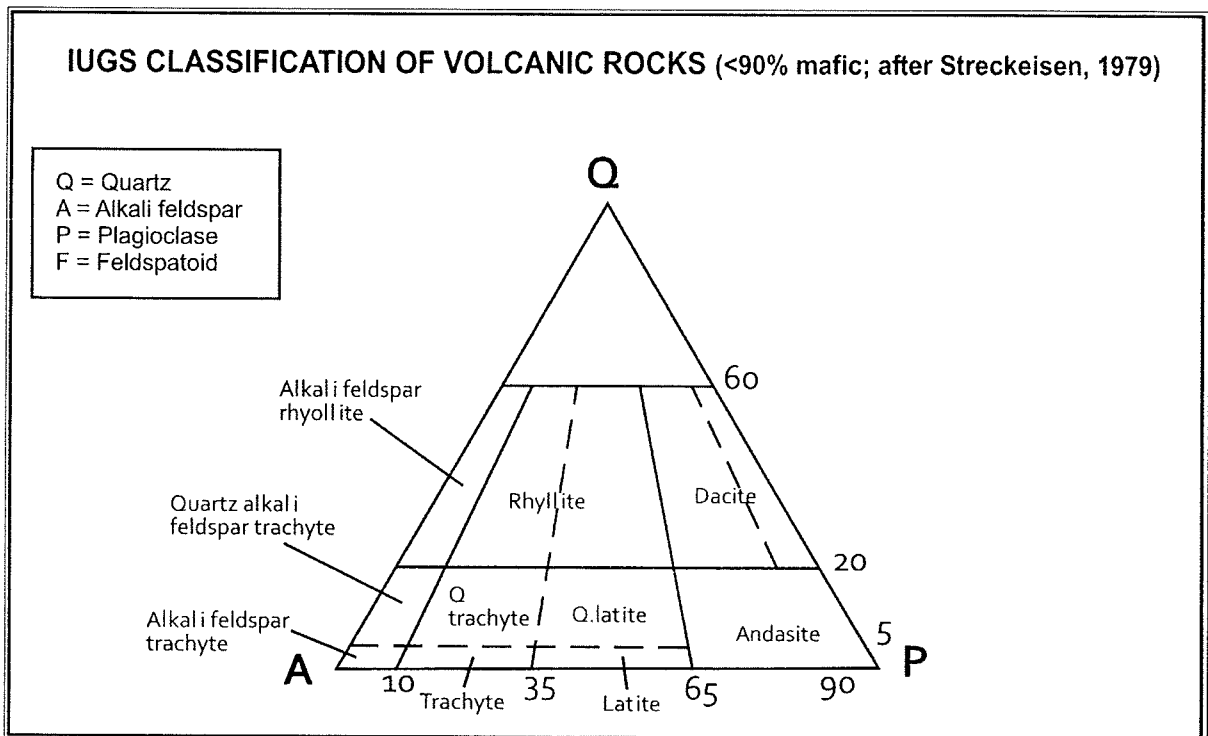 IUGS CLASSIFICATION OF VOLCANIC ROCKS (<90% mafic; after Streckeisen, 1979)
Q = Quartz
A = Alkali feldspar
P = Plagioclase
F = Feldspatoid
Q
60
Alkali feldspar
rhyollite
Rhyllite
Dacite
Quartz alkali
feldspar trachyte
20
Q
trachyte
Q.latite
Andasite
5
Alkali feldspar
trachyte
A
P
10
35
65
90
Trachyte
Latite